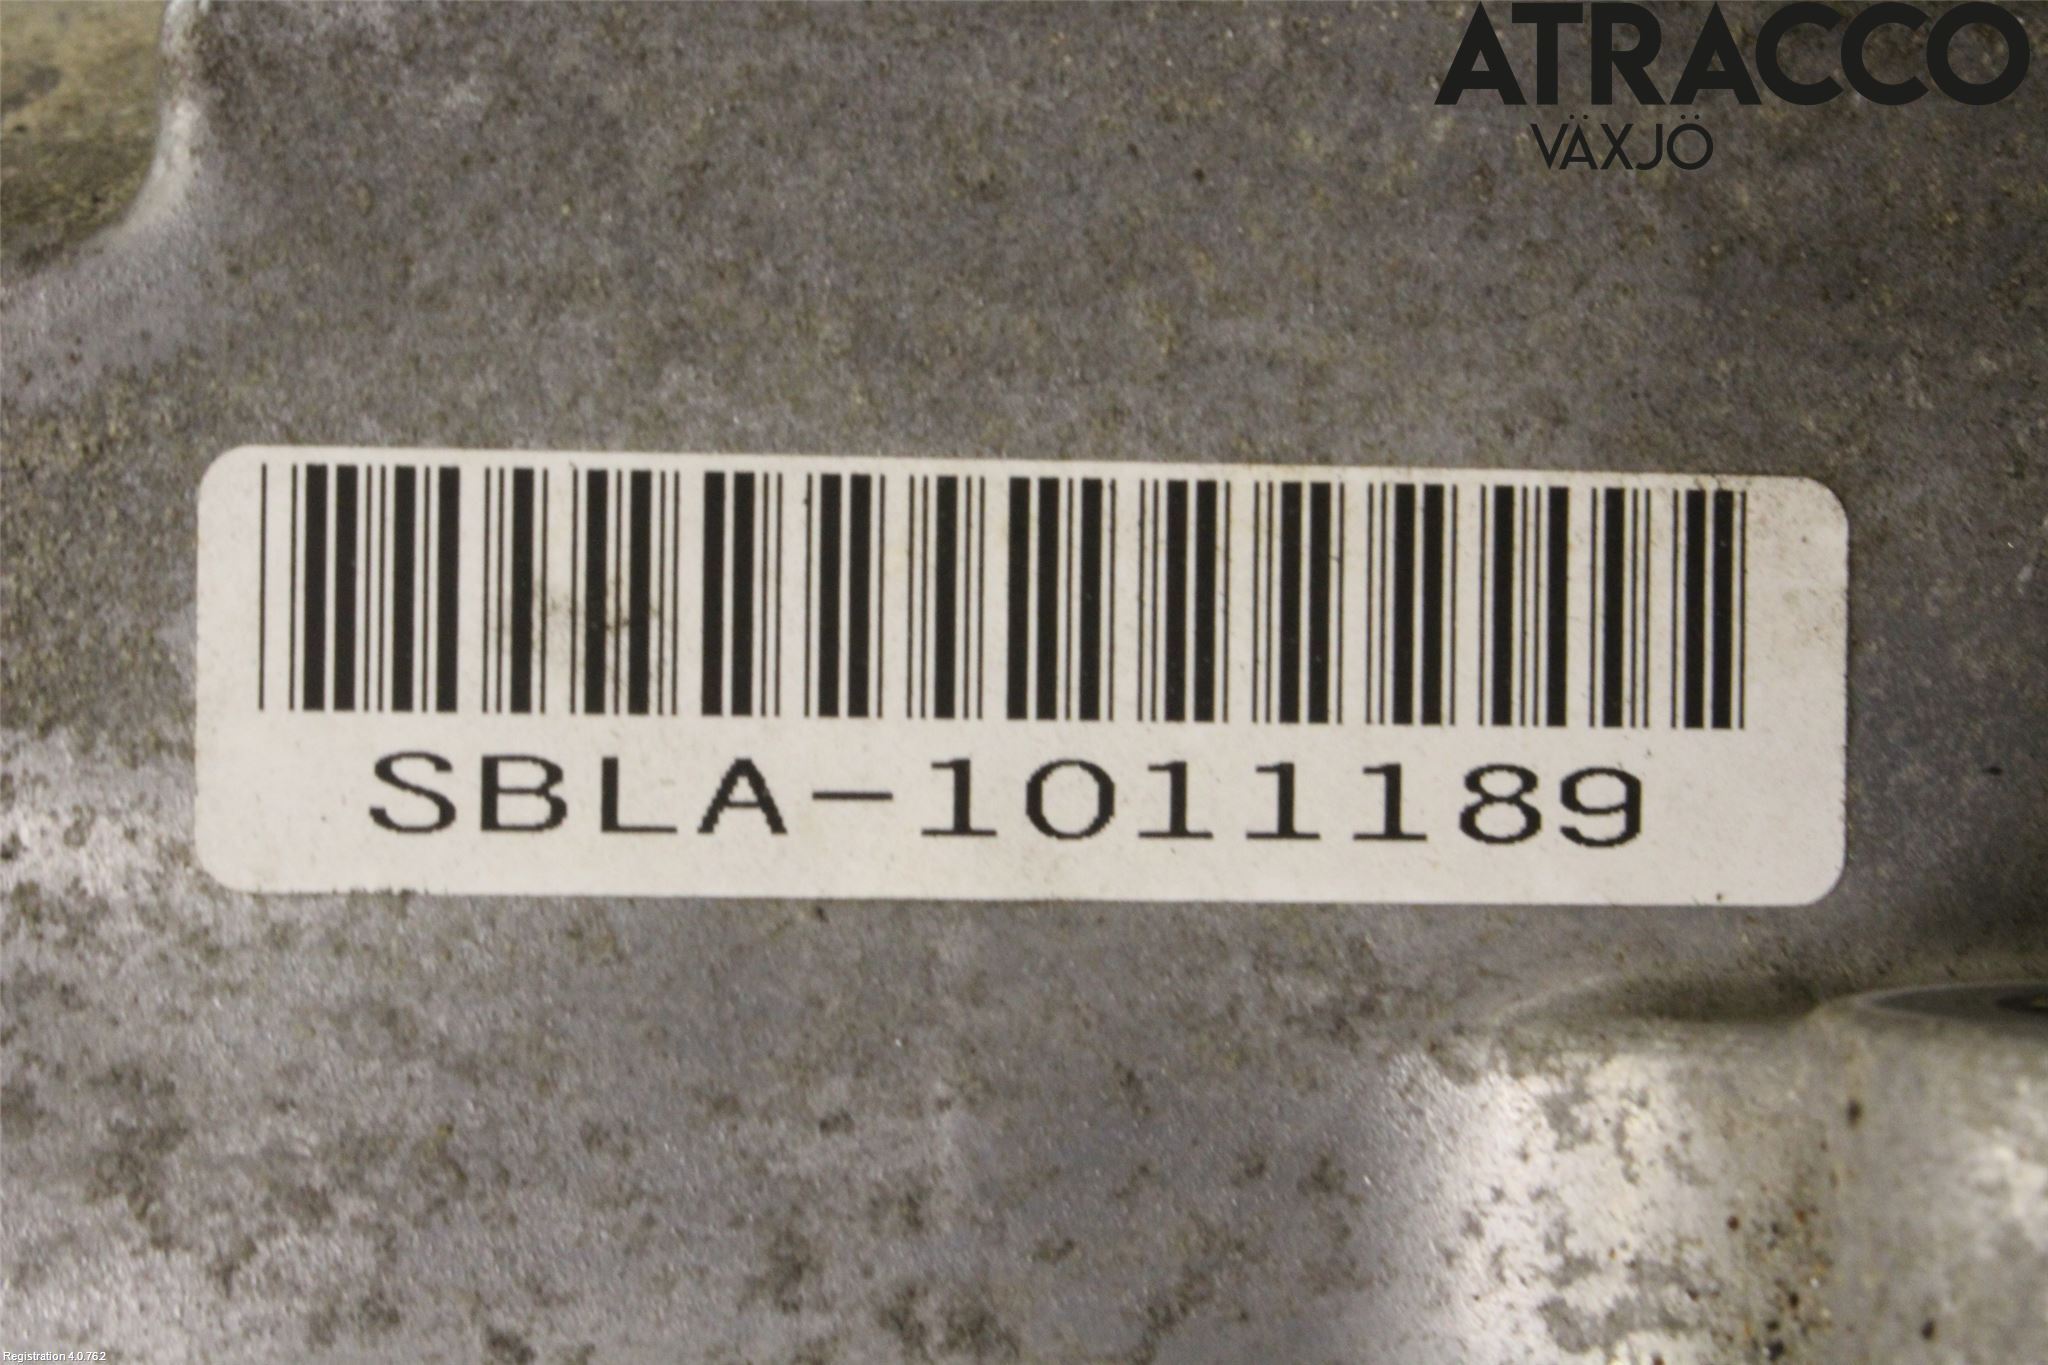 ATRACCO
VÄXJÖ
SBLA-1011189
Registration 4.0.762